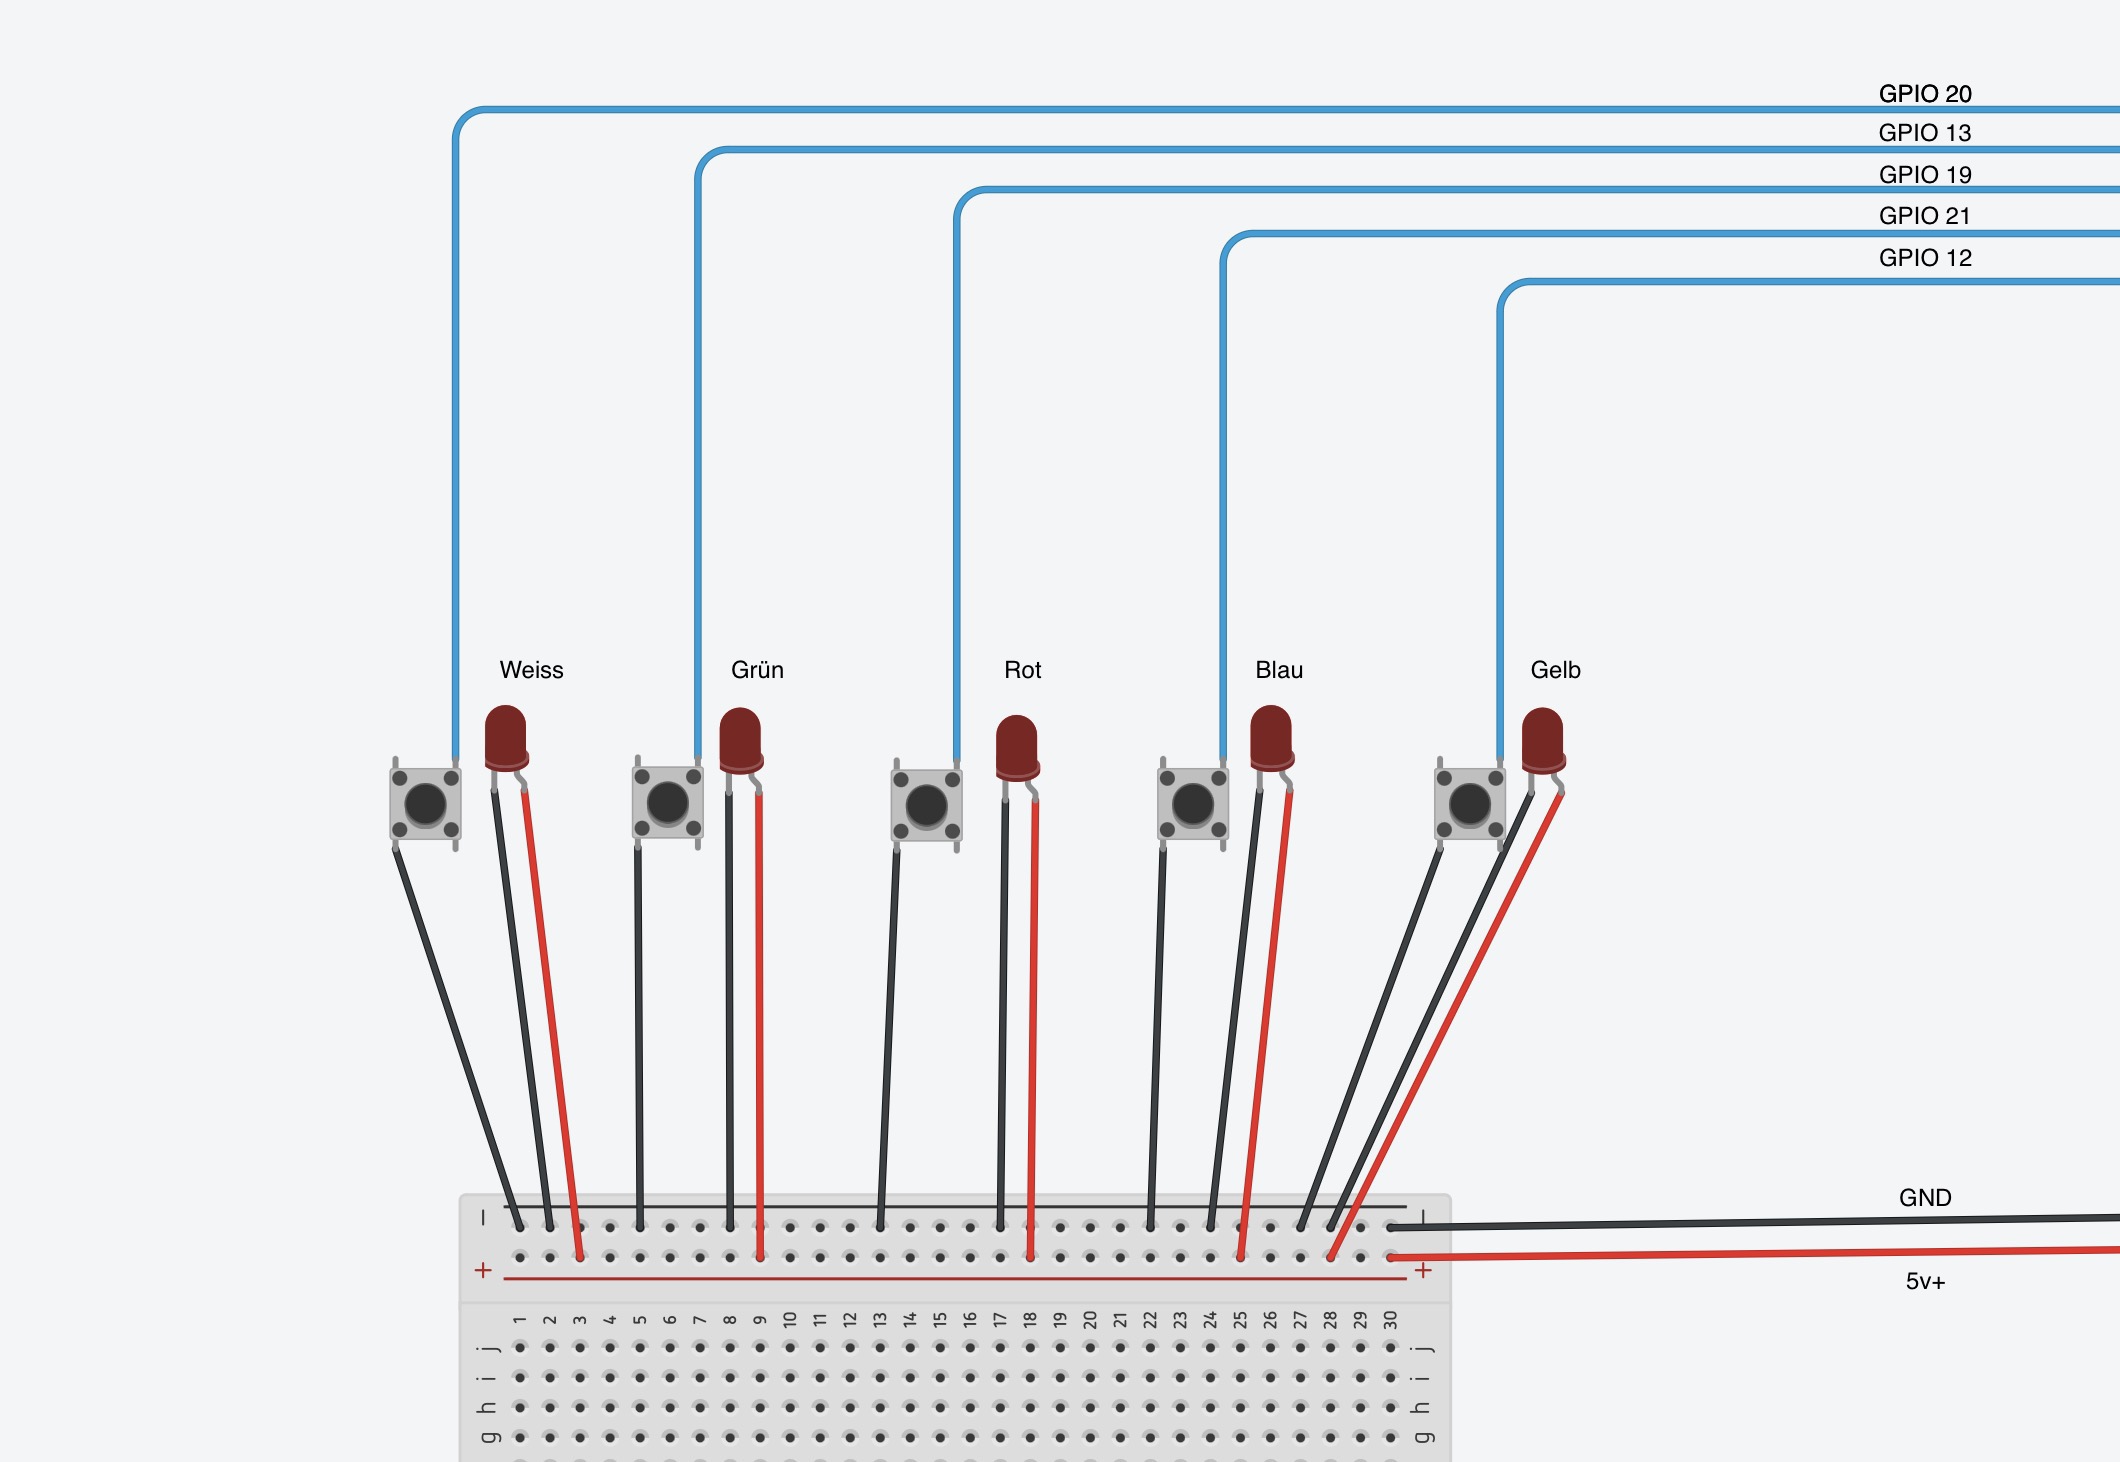 GPIO 20
GPIO 13
GPIO 19
GPIO 21
GPIO 12
Weiss Grün Rot Blau Gelb
GND
5v+
− −
+ +
1 2 3 4 5 6 7 8 9 10 11 12 13 14 15 16 17 18 19 20 21 22 23 24 25 26 27 28 29 30
j j
i i
h h
g g